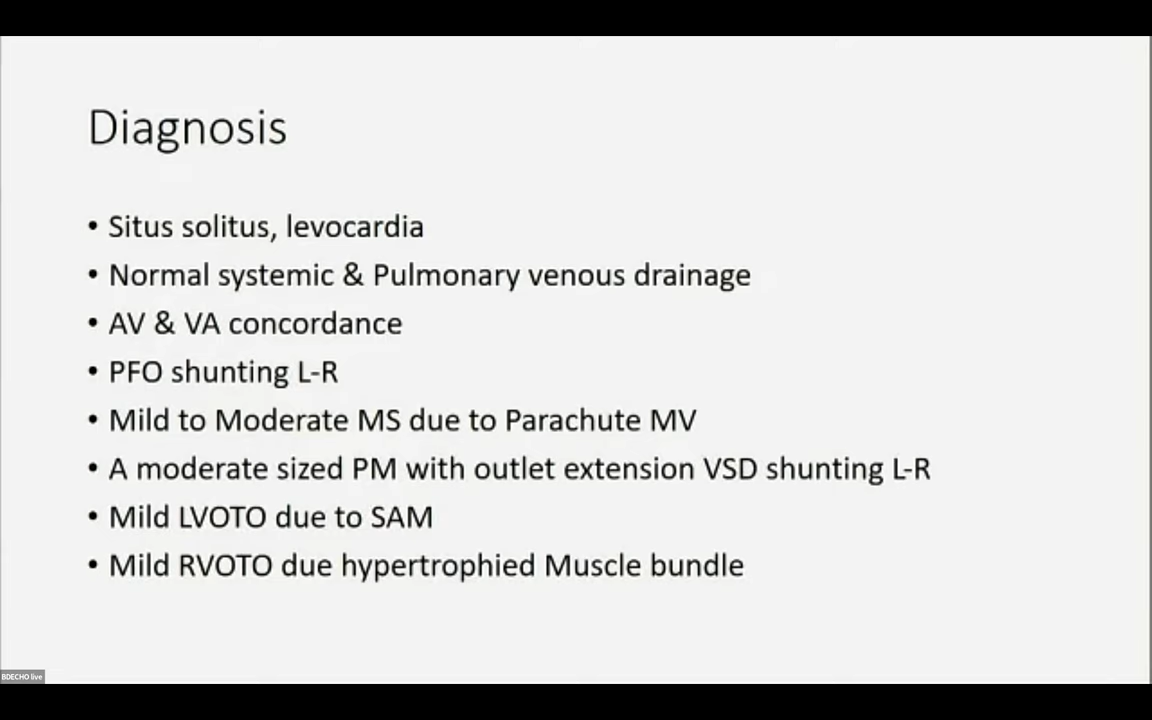 Diagnosis
• Situs solitus, levocardia
• Normal systemic & Pulmonary venous drainage
• AV & VA concordance
• PFO shunting L-R
• Mild to Moderate MS due to Parachute MV
• A moderate sized PM with outlet extension VSD shunting L-R
• Mild LVOTO due to SAM
• Mild RVOTO due hypertrophied Muscle bundle
BDECHO live